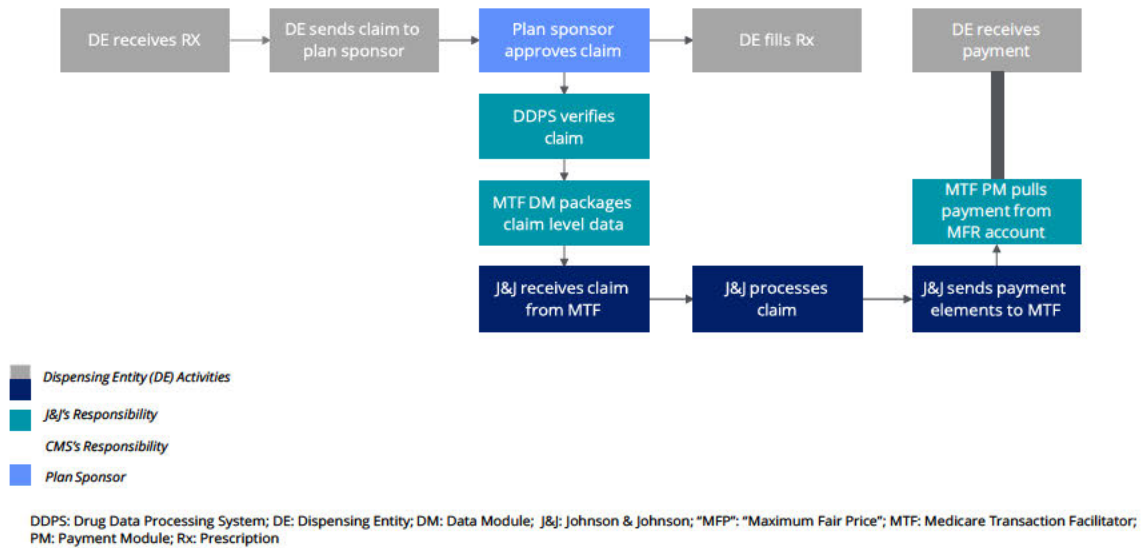 DE receives RX
DE sends claim to
plan sponsor
Plan sponsor
approves claim
DE fills Rx
DE receives
payment
DDPS verifies
claim
MTF DM packages
claim level data
MTF PM pulls
payment from
MFR account
J&J receives claim
from MTF
J&J processes
claim
J&J sends payment
elements to MTF
Dispensing Entity (DE) Activities
J&J's Responsibility
CMS's Responsibility
Plan Sponsor
DDPS: Drug Data Processing System; DE: Dispensing Entity; DM: Data Module; J&J: Johnson & Johnson; “MFP”: “Maximum Fair Price”; MTF: Medicare Transaction Facilitator;
PM: Payment Module; Rx: Prescription